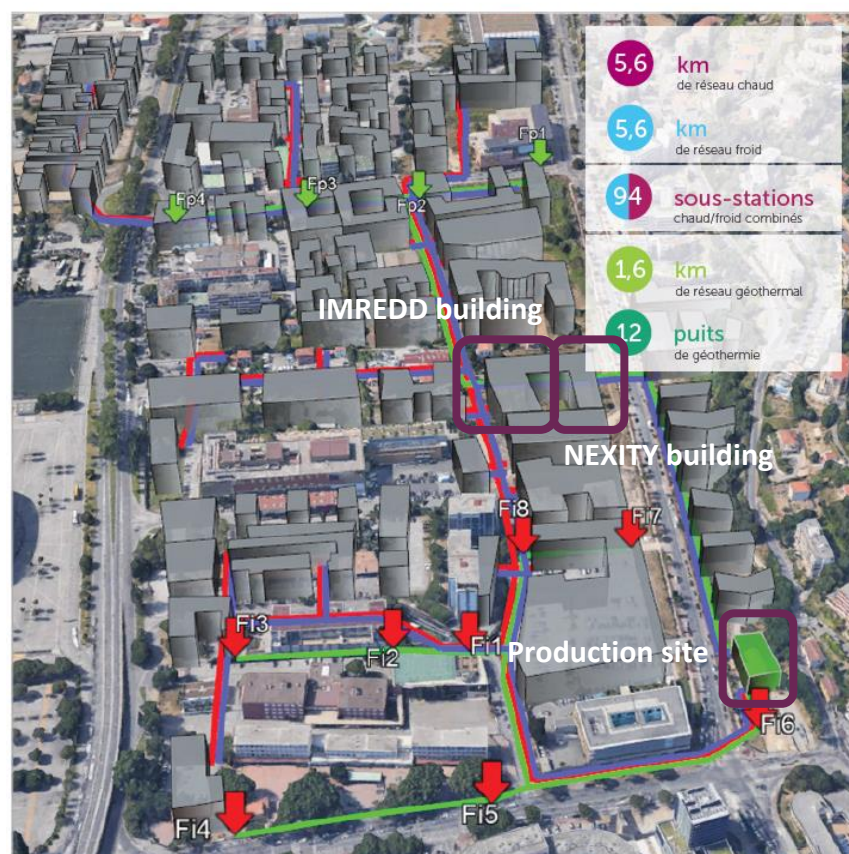 5,6 km
de réseau chaud
5,6 km
de réseau froid
94 sous-stations
chaud/froid combinés
1,6 km
de réseau géothermal
12 puits
de géothermie
Fp1
Fp4
Fp3
Fp2
IMREDD building
NEXITY building
Fi8
Fi7
Fi3
Fi2
Fi1
Production site
Fi6
Fi5
Fi4